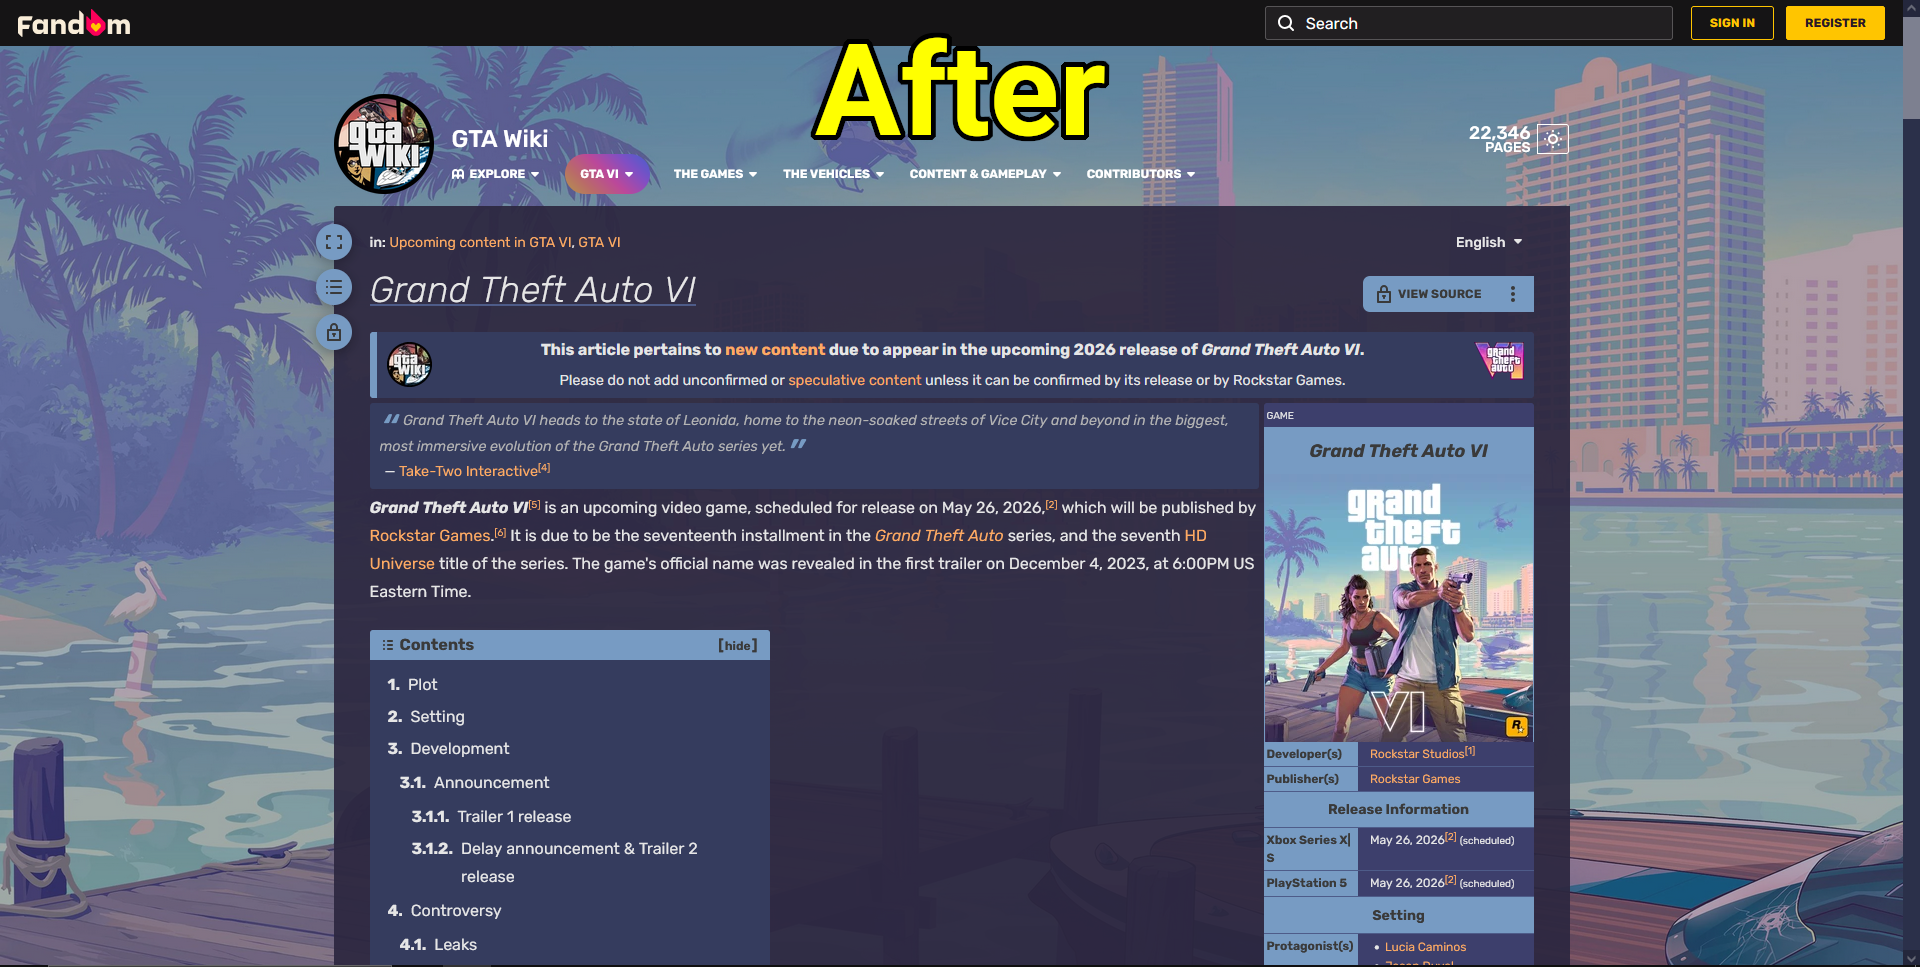 Fandom
Search
SIGN IN
REGISTER
After
gta
WIKI
GTA Wiki
22,346
PAGES
EXPLORE
GTA VI
THE GAMES
THE VEHICLES
CONTENT & GAMEPLAY
CONTRIBUTORS
in: Upcoming content in GTA VI, GTA VI
English
Grand Theft Auto VI
VIEW SOURCE
gta
WIKI
This article pertains to new content due to appear in the upcoming 2026 release of Grand Theft Auto VI.
Please do not add unconfirmed or speculative content unless it can be confirmed by its release or by Rockstar Games.
grand
theft
auto
“ Grand Theft Auto VI heads to the state of Leonida, home to the neon-soaked streets of Vice City and beyond in the biggest,
most immersive evolution of the Grand Theft Auto series yet. ”
— Take-Two Interactive[4]
Grand Theft Auto VI[5] is an upcoming video game, scheduled for release on May 26, 2026,[2] which will be published by
Rockstar Games.[6] It is due to be the seventeenth installment in the Grand Theft Auto series, and the seventh HD
Universe title of the series. The game's official name was revealed in the first trailer on December 4, 2023, at 6:00PM US
Eastern Time.
Contents
[hide]
1. Plot
2. Setting
3. Development
3.1. Announcement
3.1.1. Trailer 1 release
3.1.2. Delay announcement & Trailer 2
release
4. Controversy
4.1. Leaks
GAME
Grand Theft Auto VI
grand
theft
auto
VI
R
Developer(s) Rockstar Studios[1]
Publisher(s) Rockstar Games
Release Information
Xbox Series X| May 26, 2026[2] (scheduled)
S
PlayStation 5 May 26, 2026[2] (scheduled)
Setting
Protagonist(s) • Lucia Caminos